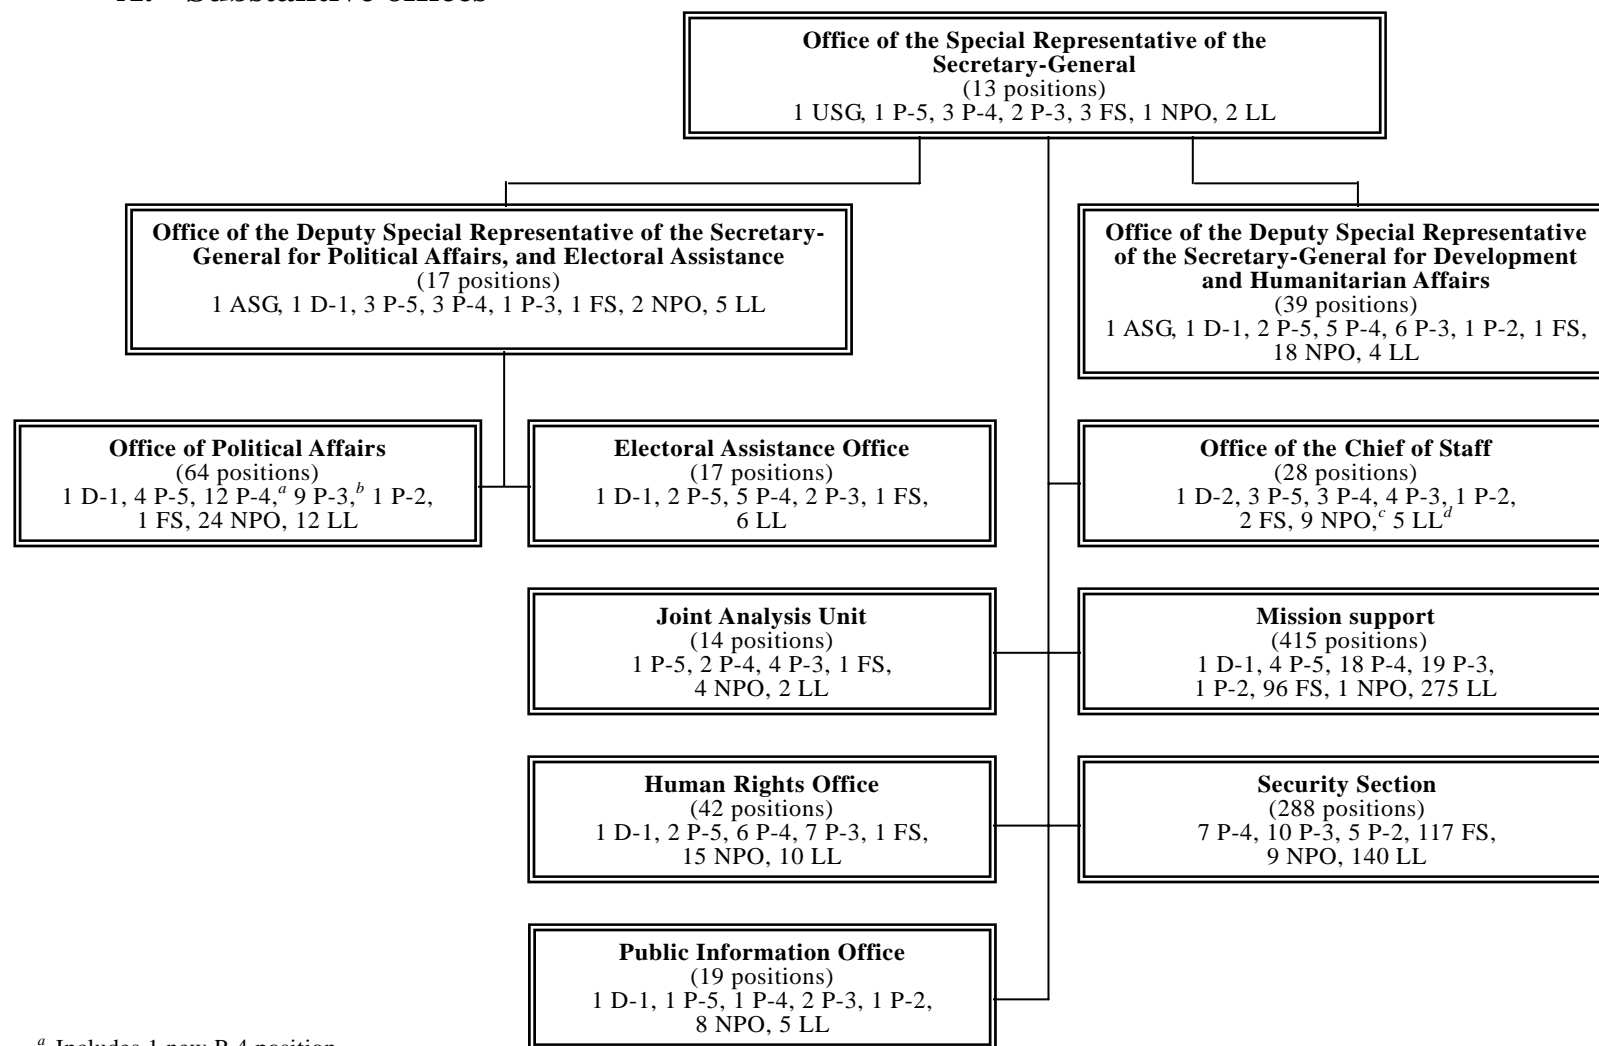 Office of the Special Representative of the
Secretary-General
(13 positions)
1 USG, 1 P-5, 3 P-4, 2 P-3, 3 FS, 1 NPO, 2 LL
Office of the Deputy Special Representative of the Secretary-
General for Political Affairs, and Electoral Assistance
(17 positions)
1 ASG, 1 D-1, 3 P-5, 3 P-4, 1 P-3, 1 FS, 2 NPO, 5 LL
Office of the Deputy Special Representative
of the Secretary-General for Development
and Humanitarian Affairs
(39 positions)
1 ASG, 1 D-1, 2 P-5, 5 P-4, 6 P-3, 1 P-2, 1 FS,
18 NPO, 4 LL
Office of Political Affairs
(64 positions)
1 D-1, 4 P-5, 12 P-4,a 9 P-3,b 1 P-2,
1 FS, 24 NPO, 12 LL
Electoral Assistance Office
(17 positions)
1 D-1, 2 P-5, 5 P-4, 2 P-3, 1 FS,
6 LL
Office of the Chief of Staff
(28 positions)
1 D-2, 3 P-5, 3 P-4, 4 P-3, 1 P-2,
2 FS, 9 NPO,c 5 LLd
Joint Analysis Unit
(14 positions)
1 P-5, 2 P-4, 4 P-3, 1 FS,
4 NPO, 2 LL
Mission support
(415 positions)
1 D-1, 4 P-5, 18 P-4, 19 P-3,
1 P-2, 96 FS, 1 NPO, 275 LL
Human Rights Office
(42 positions)
1 D-1, 2 P-5, 6 P-4, 7 P-3, 1 FS,
15 NPO, 10 LL
Security Section
(288 positions)
7 P-4, 10 P-3, 5 P-2, 117 FS,
9 NPO, 140 LL
Public Information Office
(19 positions)
1 D-1, 1 P-5, 1 P-4, 2 P-3, 1 P-2,
8 NPO, 5 LL
a Includes 1 new P-4 position